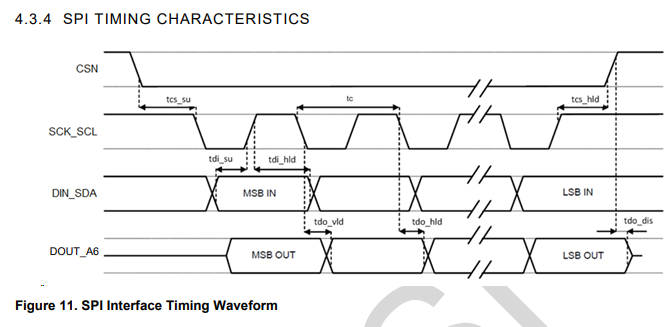 4.3.4 SPI TIMING CHARACTERISTICS
CSN
tcs_su
tc
tcs_hld
SCK_SCL
tdi_su
tdi_hld
DIN_SDA
MSB IN
LSB IN
tdo_vld
tdo_hld
tdo_dis
DOUT_A6
MSB OUT
LSB OUT
Figure 11. SPI Interface Timing Waveform